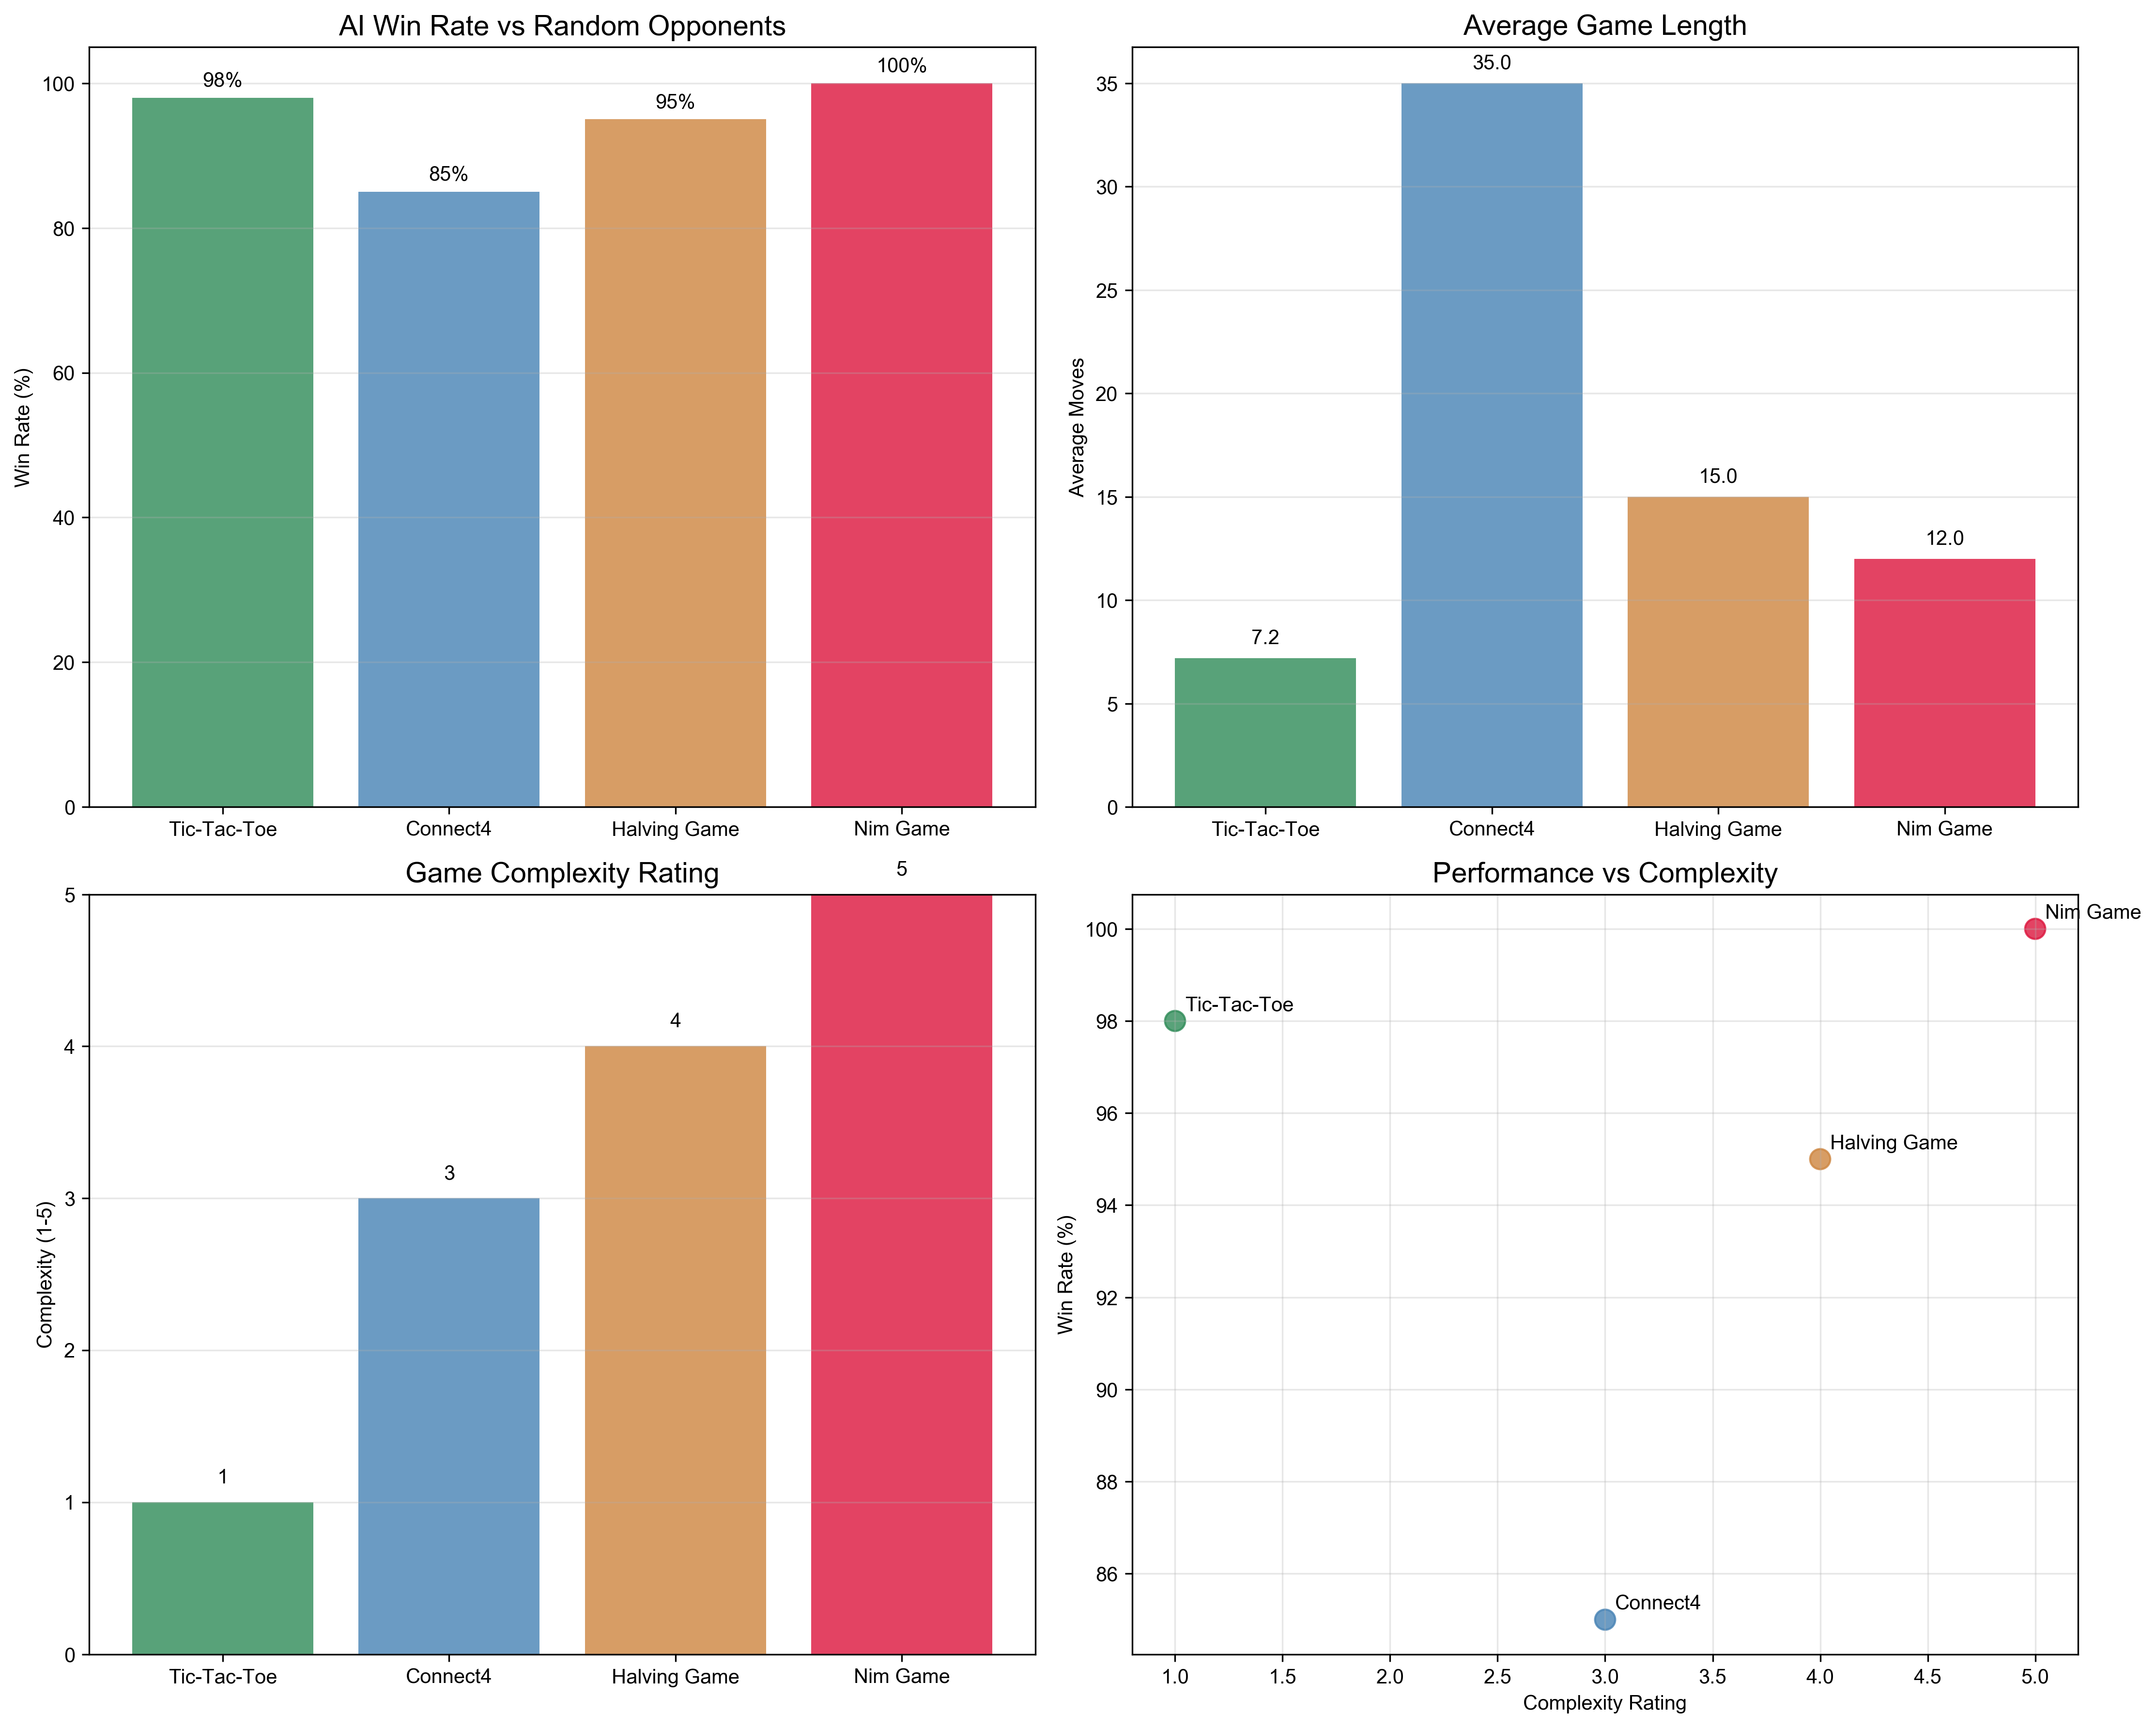 AI Win Rate vs Random Opponents
Win Rate (%)
100
80
60
40
20
0
98%
85%
95%
100%
Tic-Tac-Toe
Connect4
Halving Game
Nim Game
Average Game Length
Average Moves
35
30
25
20
15
10
5
0
7.2
35.0
15.0
12.0
Tic-Tac-Toe
Connect4
Halving Game
Nim Game
Game Complexity Rating
Complexity (1-5)
5
4
3
2
1
0
1
3
4
5
Tic-Tac-Toe
Connect4
Halving Game
Nim Game
Performance vs Complexity
Win Rate (%)
100
98
96
94
92
90
88
86
Nim Game
Tic-Tac-Toe
Halving Game
Connect4
1.0
1.5
2.0
2.5
3.0
3.5
4.0
4.5
5.0
Complexity Rating